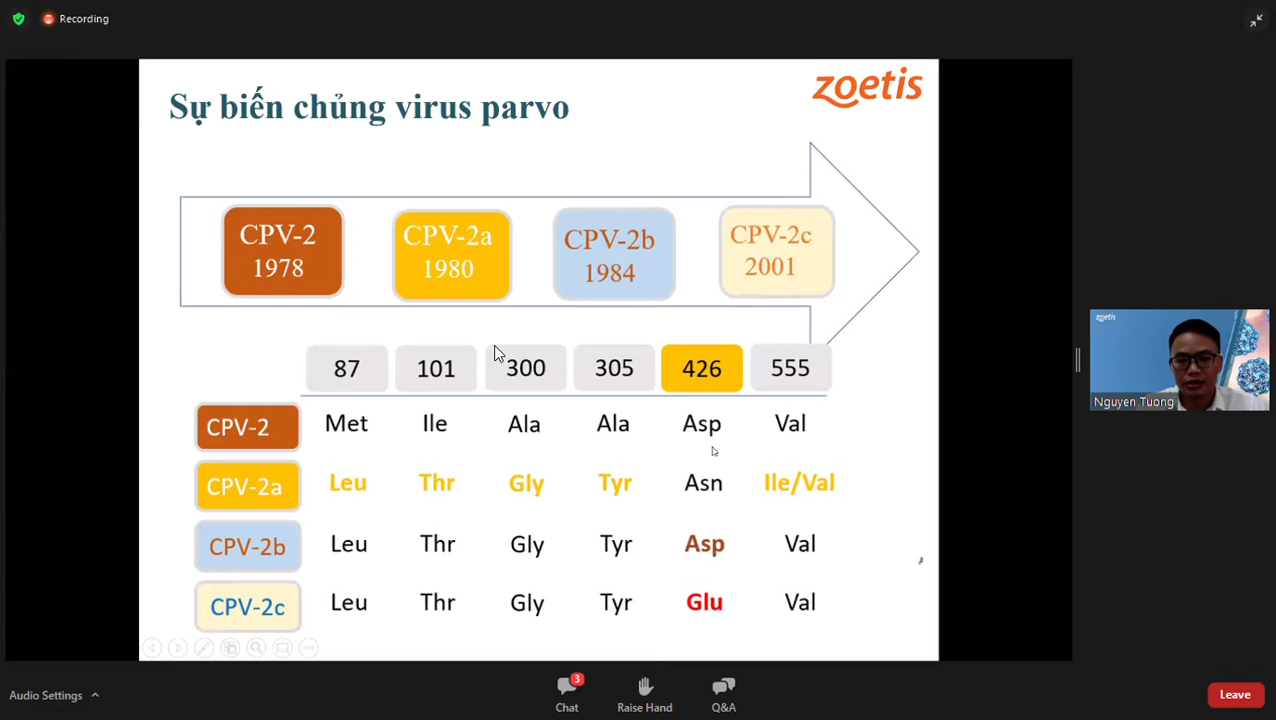 Recording
zoetis
Sự biến chủng virus parvo
CPV-2
1978
CPV-2a
1980
CPV-2b
1984
CPV-2c
2001
87 101 300 305 426 555
CPV-2 Met Ile Ala Ala Asp Val
CPV-2a Leu Thr Gly Tyr Asn Ile/Val
CPV-2b Leu Thr Gly Tyr Asp Val
CPV-2c Leu Thr Gly Tyr Glu Val
zoetis
Nguyen Tuong
Audio Settings
3
Chat
Raise Hand
Q&A
Leave